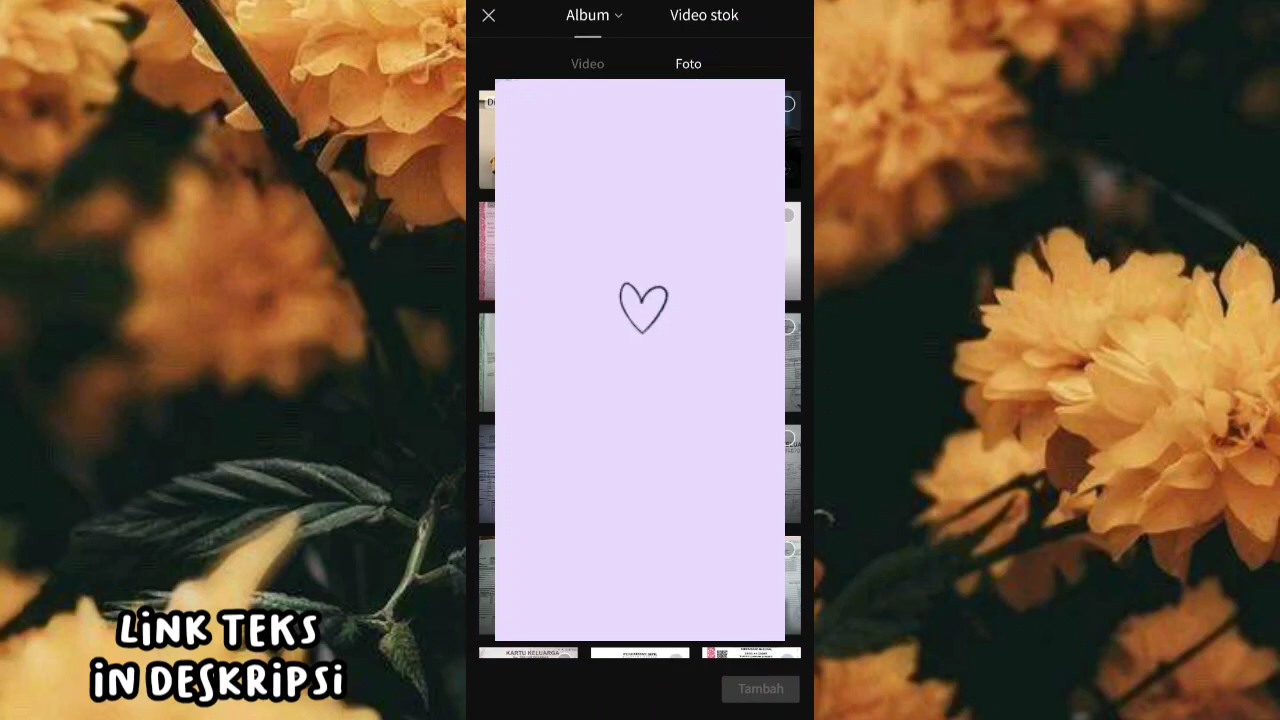 Album
Video stok
Video
Foto
KARTU KELUARGA
Tambah
LiNK TEKS
iN DESKRiPSi